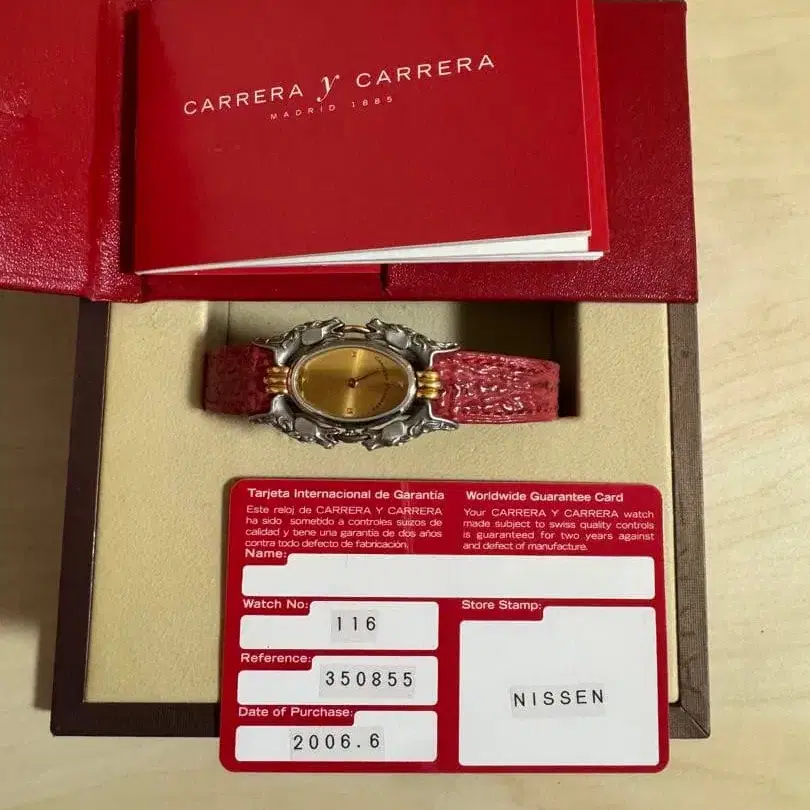 CARRERA y CARRERA
MADRID 1885
Tarjeta Internacional de Garantía
Este reloj de CARRERA Y CARRERA
ha sido sometido a controles suizos de
calidad y tiene una garantía de dos años
contra todo defecto de fabricación.
Worldwide Guarantee Card
Your CARRERA Y CARRERA watch
made subject to swiss quality controls
is guaranteed for two years against
and defect of manufacture.
Name:
Watch No:
116
Reference:
350855
Date of Purchase:
2006.6
Store Stamp:
NISSEN